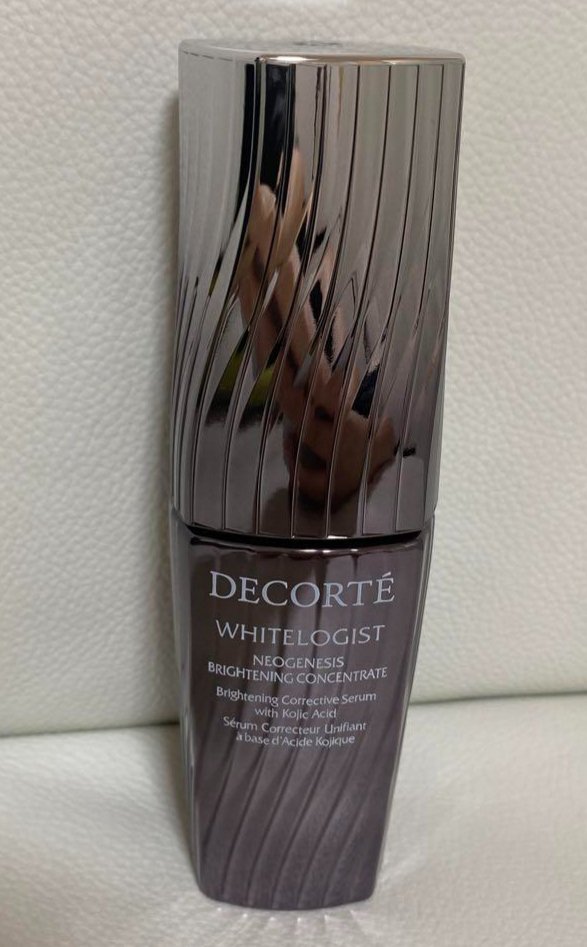 DECORTÉ
WHITELOGIST
NEOGENESIS
BRIGHTENING CONCENTRATE
Brightening Corrective Serum
with Kojic Acid
Sérum Correcteur Unifiant
à base d'Acide Kojique